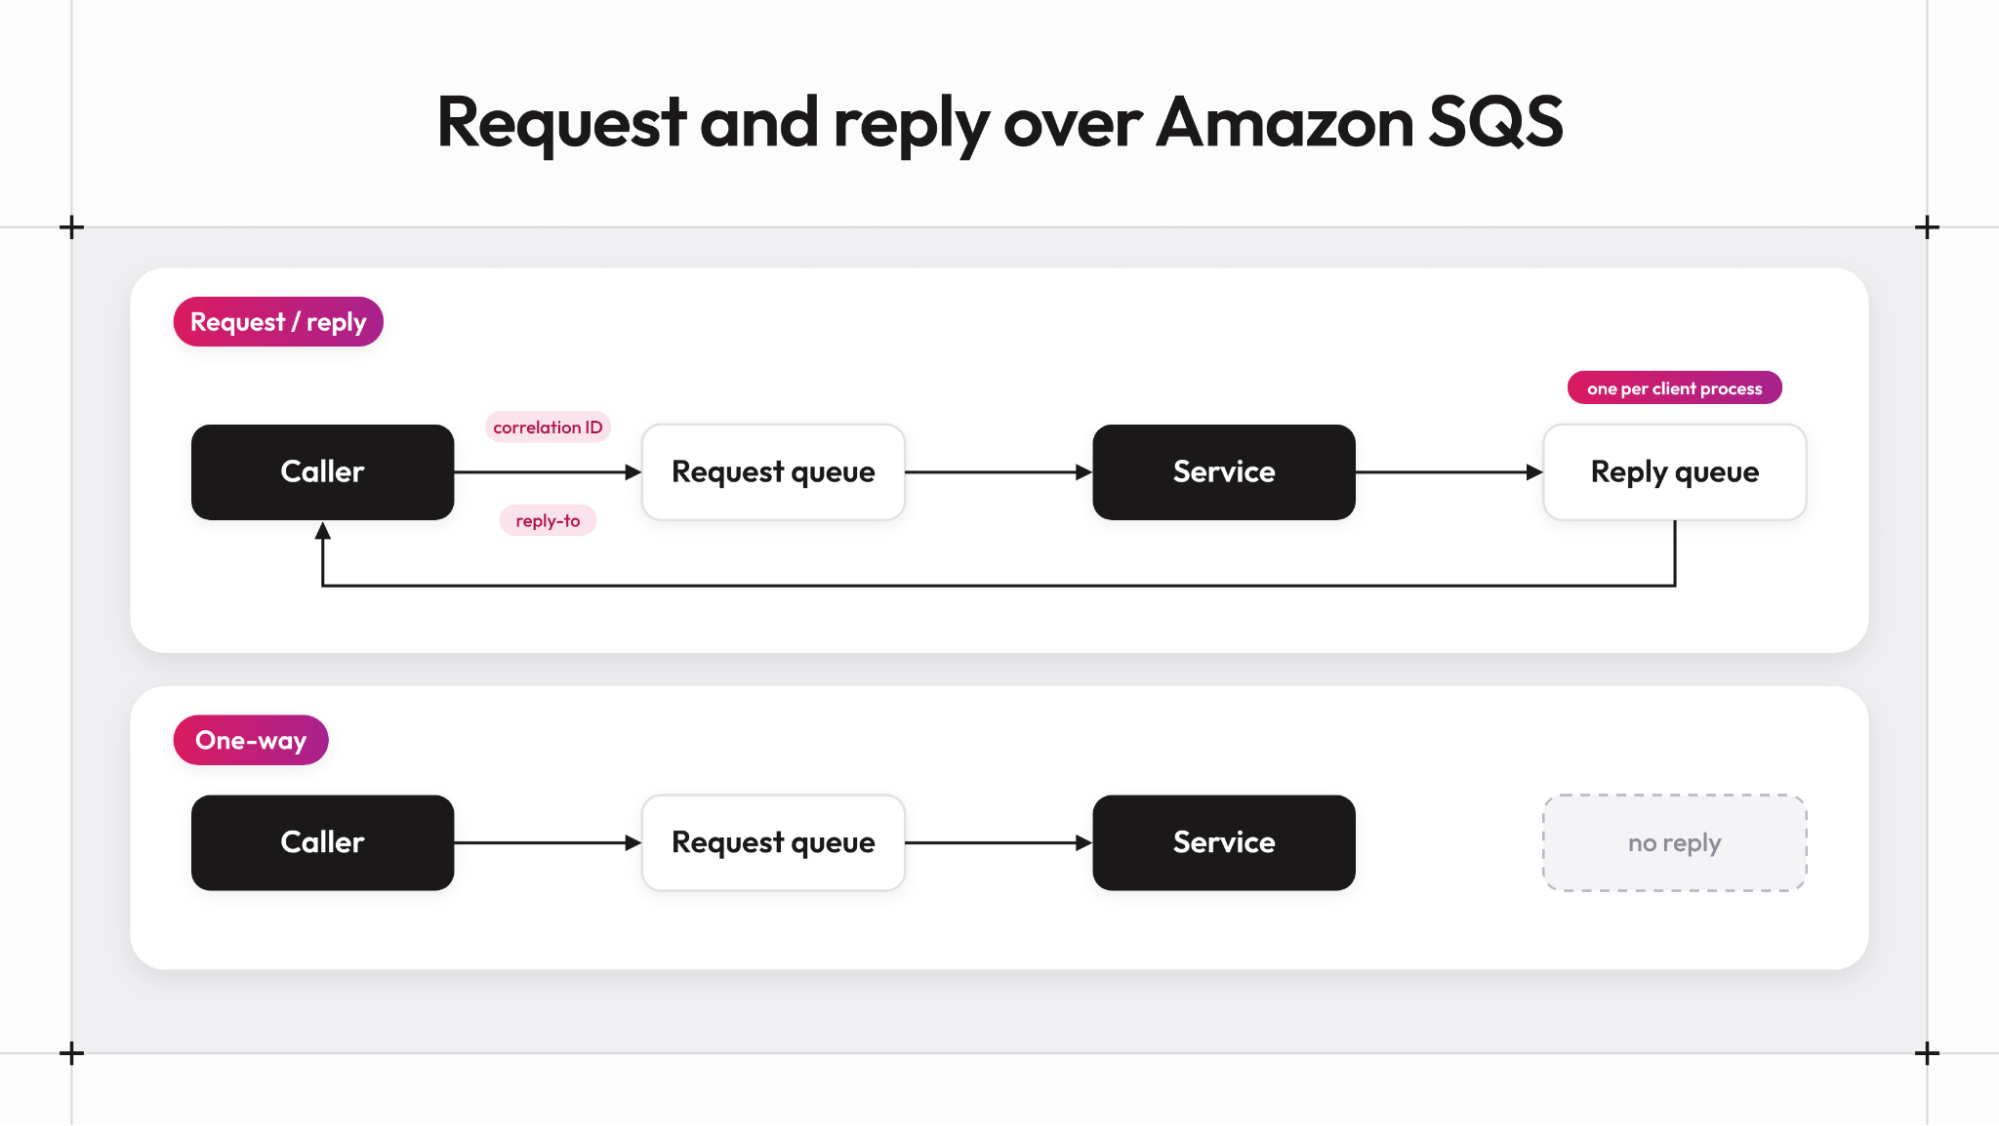 Request and reply over Amazon SQS
Request / reply
one per client process
correlation ID
Caller
Request queue
Service
Reply queue
reply-to
One-way
Caller
Request queue
Service
no reply